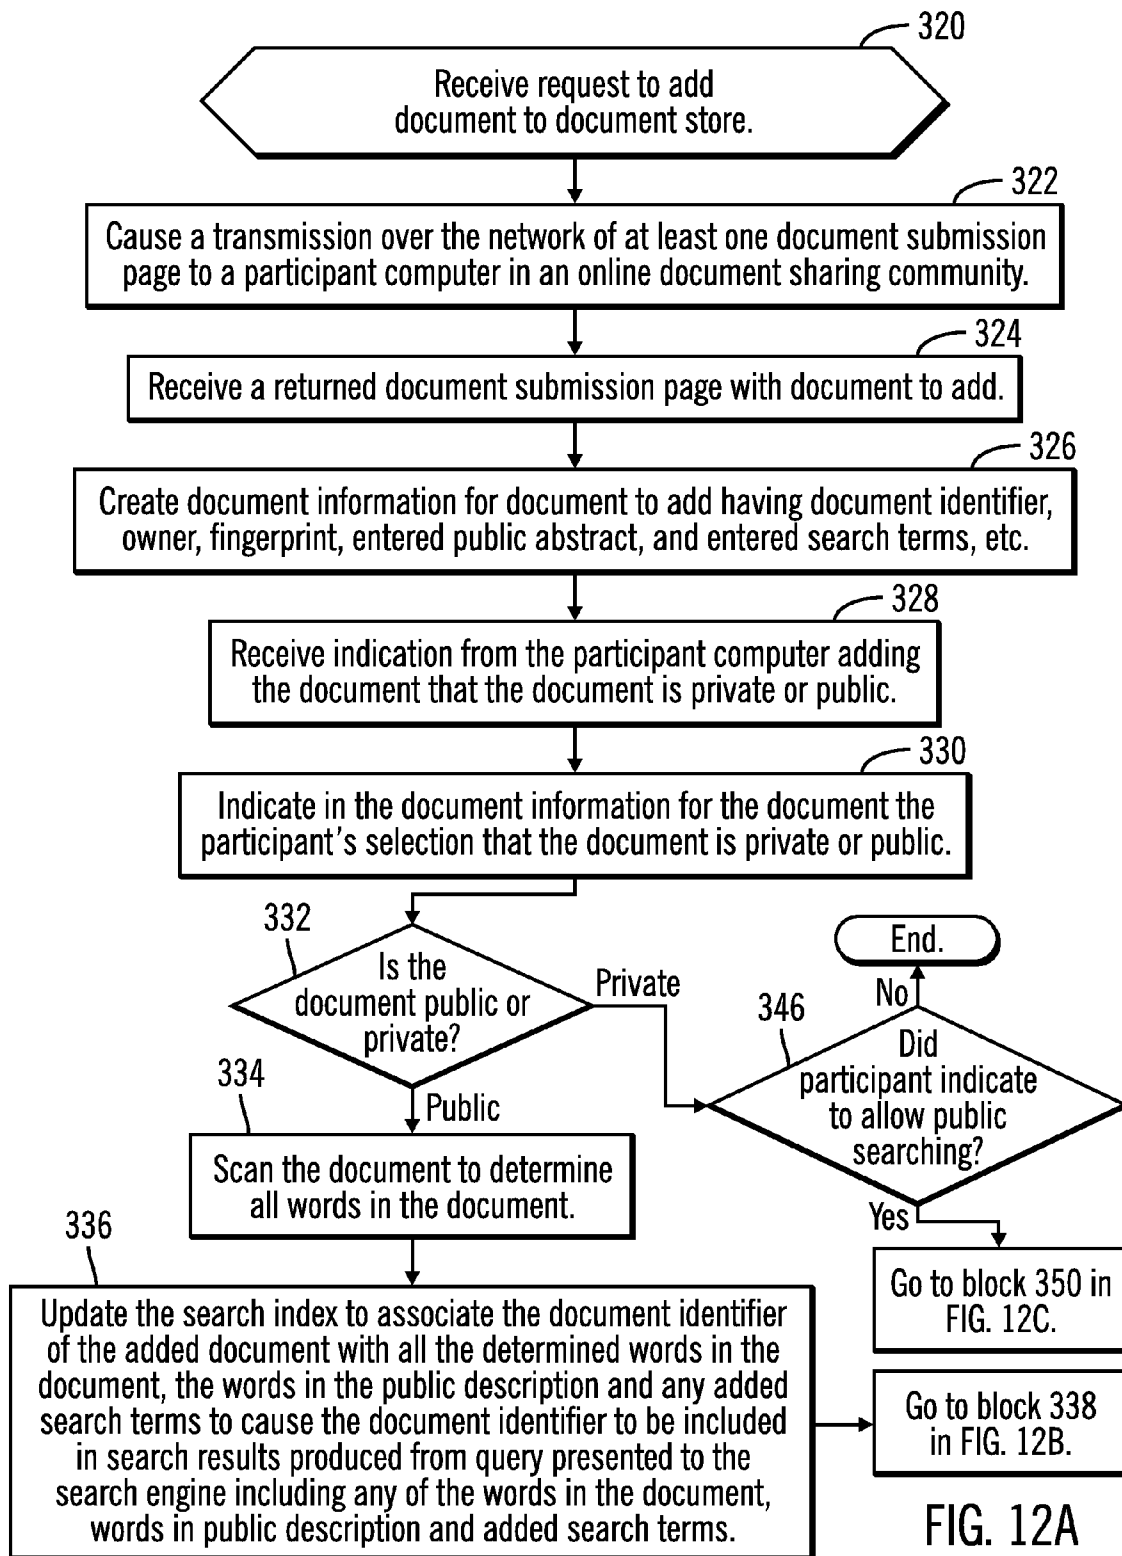 320
Receive request to add
document to document store.
322
Cause a transmission over the network of at least one document submission
page to a participant computer in an online document sharing community.
324
Receive a returned document submission page with document to add.
326
Create document information for document to add having document identifier,
owner, fingerprint, entered public abstract, and entered search terms, etc.
328
Receive indication from the participant computer adding
the document that the document is private or public.
330
Indicate in the document information for the document the
participant's selection that the document is private or public.
332
Is the
document public or
private?
Private
Public
End.
No
346
Did
participant indicate
to allow public
searching?
Yes
334
Scan the document to determine
all words in the document.
Go to block 350 in
FIG. 12C.
336
Update the search index to associate the document identifier
of the added document with all the determined words in the
document, the words in the public description and any added
search terms to cause the document identifier to be included
in search results produced from query presented to the
search engine including any of the words in the document,
words in public description and added search terms.
Go to block 338
in FIG. 12B.
FIG. 12A